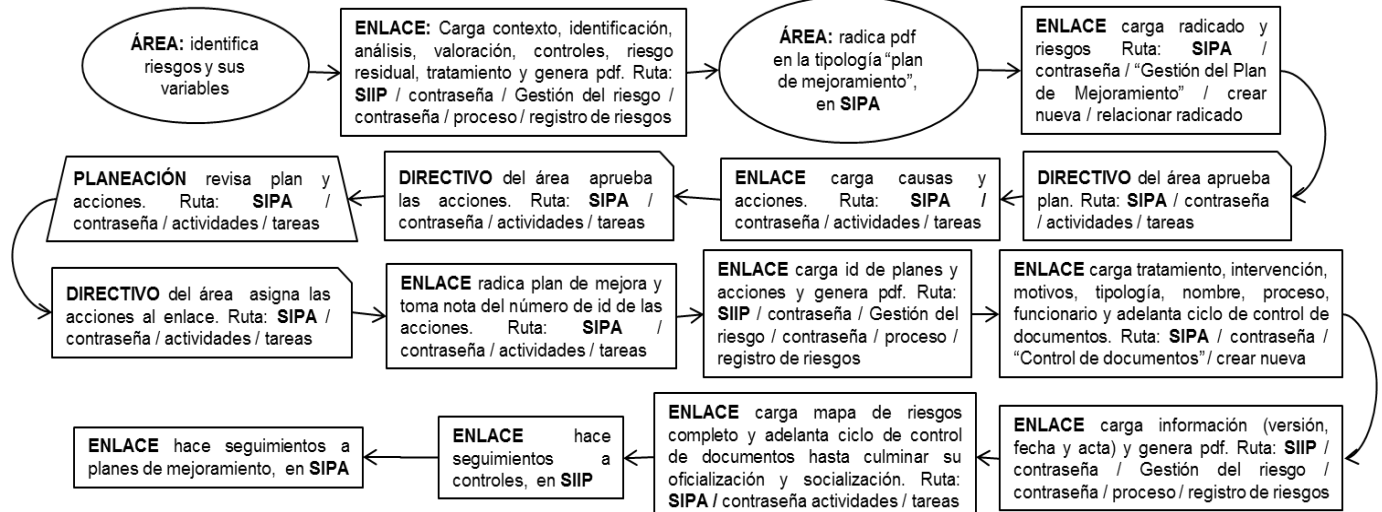 ÁREA: identifica
riesgos y sus
variables
ENLACE: Carga contexto, identificación,
análisis, valoración, controles, riesgo
residual, tratamiento y genera pdf. Ruta:
SIIP / contraseña / Gestión del riesgo /
contraseña / proceso / registro de riesgos
ÁREA: radica pdf
en la tipología “plan
de mejoramiento”,
en SIPA
ENLACE carga radicado y
riesgos Ruta: SIPA /
contraseña / “Gestión del Plan
de Mejoramiento” / crear
nueva / relacionar radicado
DIRECTIVO del área aprueba
plan. Ruta: SIPA / contraseña
/ actividades / tareas
ENLACE carga causas y
acciones. Ruta: SIPA /
contraseña / actividades / tareas
DIRECTIVO del área aprueba
las acciones. Ruta: SIPA /
contraseña / actividades / tareas
PLANEACIÓN revisa plan y
acciones. Ruta: SIPA /
contraseña / actividades / tareas
DIRECTIVO del área asigna las
acciones al enlace. Ruta: SIPA /
contraseña / actividades / tareas
ENLACE radica plan de mejora y
toma nota del número de id de las
acciones. Ruta: SIPA /
contraseña / actividades / tareas
ENLACE carga id de planes y
acciones y genera pdf. Ruta:
SIIP / contraseña / Gestión del
riesgo / contraseña / proceso /
registro de riesgos
ENLACE carga tratamiento, intervención,
motivos, tipología, nombre, proceso,
funcionario y adelanta ciclo de control de
documentos. Ruta: SIPA / contraseña /
“Control de documentos” / crear nueva
ENLACE carga información (versión,
fecha y acta) y genera pdf. Ruta: SIIP /
contraseña / Gestión del riesgo /
contraseña / proceso / registro de riesgos
ENLACE carga mapa de riesgos
completo y adelanta ciclo de control
de documentos hasta culminar su
oficialización y socialización. Ruta:
SIPA / contraseña actividades / tareas
ENLACE hace
seguimientos a
controles, en SIIP
ENLACE hace seguimientos a
planes de mejoramiento, en SIPA